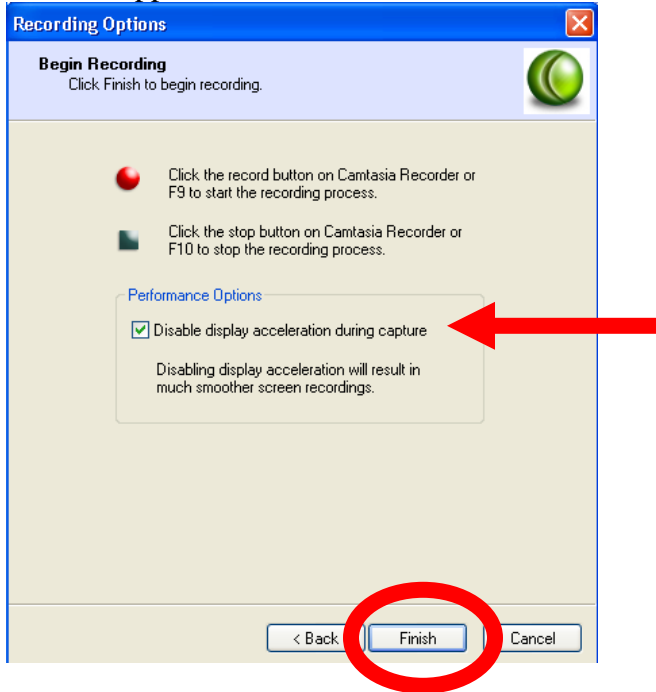 Recording Options
Begin Recording
Click Finish to begin recording.
Click the record button on Camtasia Recorder or
F9 to start the recording process.
Click the stop button on Camtasia Recorder or
F10 to stop the recording process.
Performance Options
Disable display acceleration during capture
Disabling display acceleration will result in
much smoother screen recordings.
< Back
Finish
Cancel